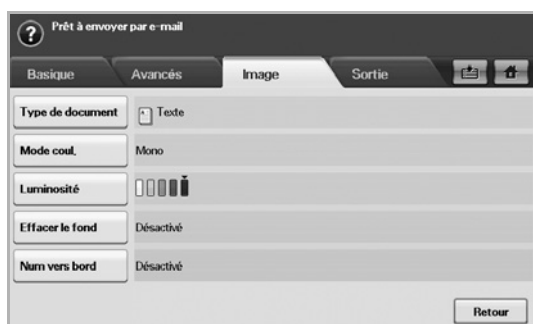 Prêt à envoyer par e-mail
Basique Avancés Image Sortie
Type de document Texte
Mode coul. Mono
Luminosité
Effacer le fond Désactivé
Num vers bord Désactivé
Retour